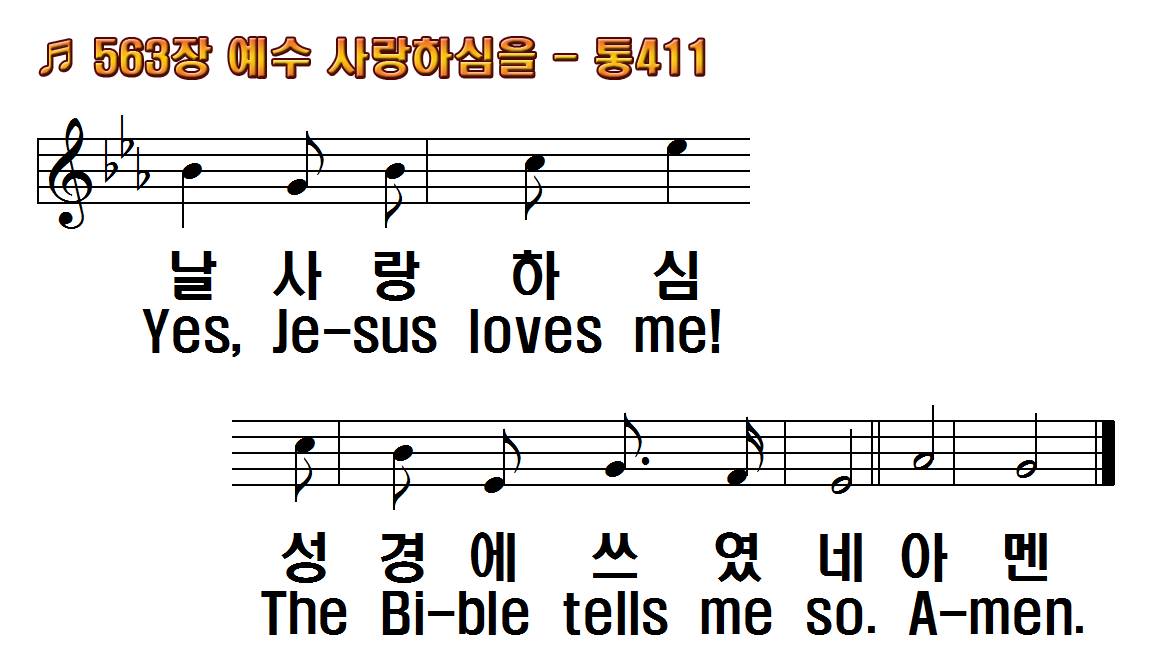 ♬ 563장 예수 사랑하심을 - 통411
날 사 랑 하 심
Yes, Je-sus loves me!
성 경 에 쓰 였 네 아 멘
The Bi-ble tells me so. A-men.